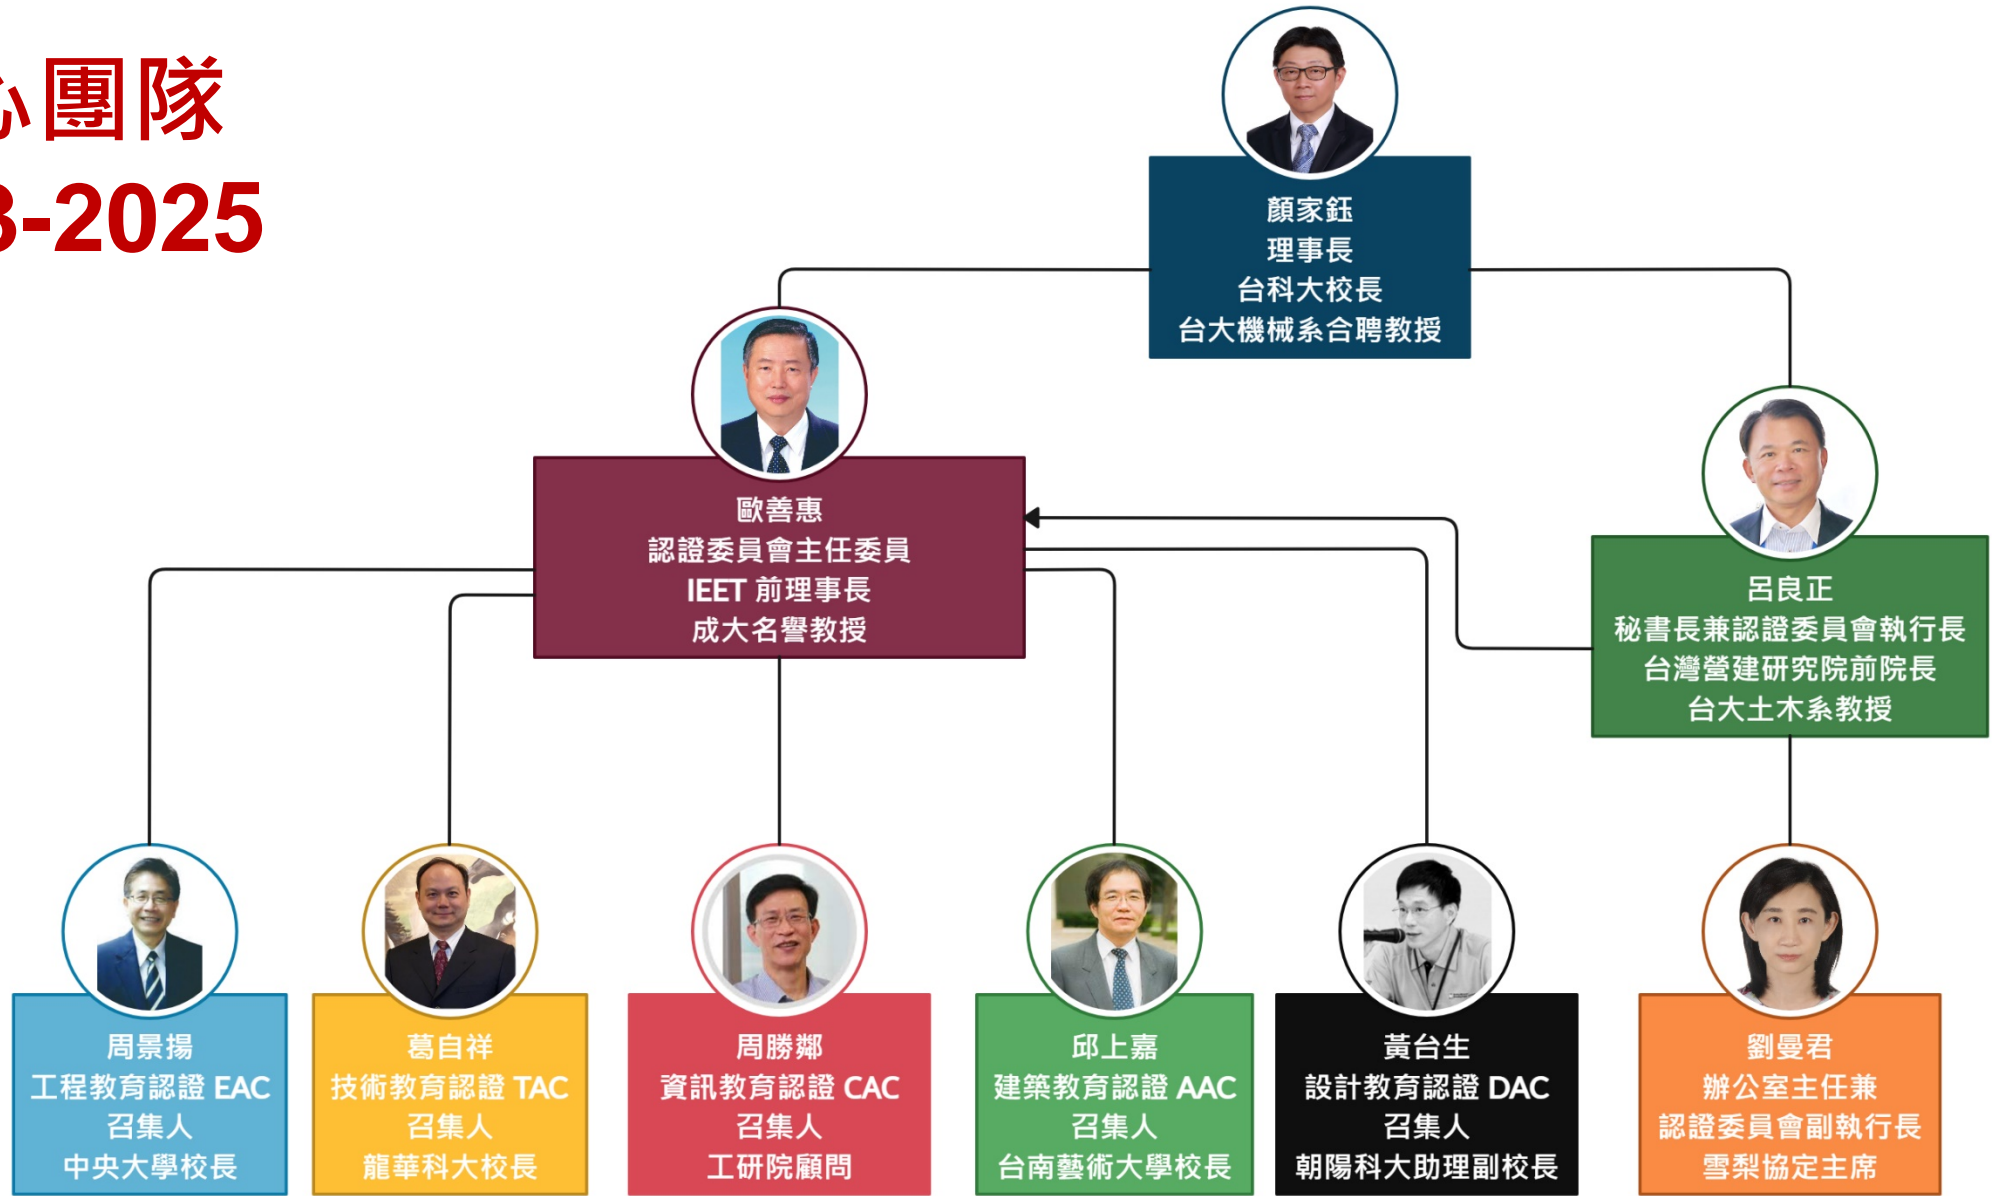 心團隊
3-2025
顏家鈺
理事長
台科大校長
台大機械系合聘教授
歐善惠
認證委員會主任委員
IEET 前理事長
成大名譽教授
呂良正
秘書長兼認證委員會執行長
台灣營建研究院前院長
台大土木系教授
周景揚
工程教育認證 EAC
召集人
中央大學校長
葛自祥
技術教育認證 TAC
召集人
龍華科大校長
周勝鄰
資訊教育認證 CAC
召集人
工研院顧問
邱上嘉
建築教育認證 AAC
召集人
台南藝術大學校長
黃台生
設計教育認證 DAC
召集人
朝陽科大助理副校長
劉曼君
辦公室主任兼
認證委員會副執行長
雪梨協定主席